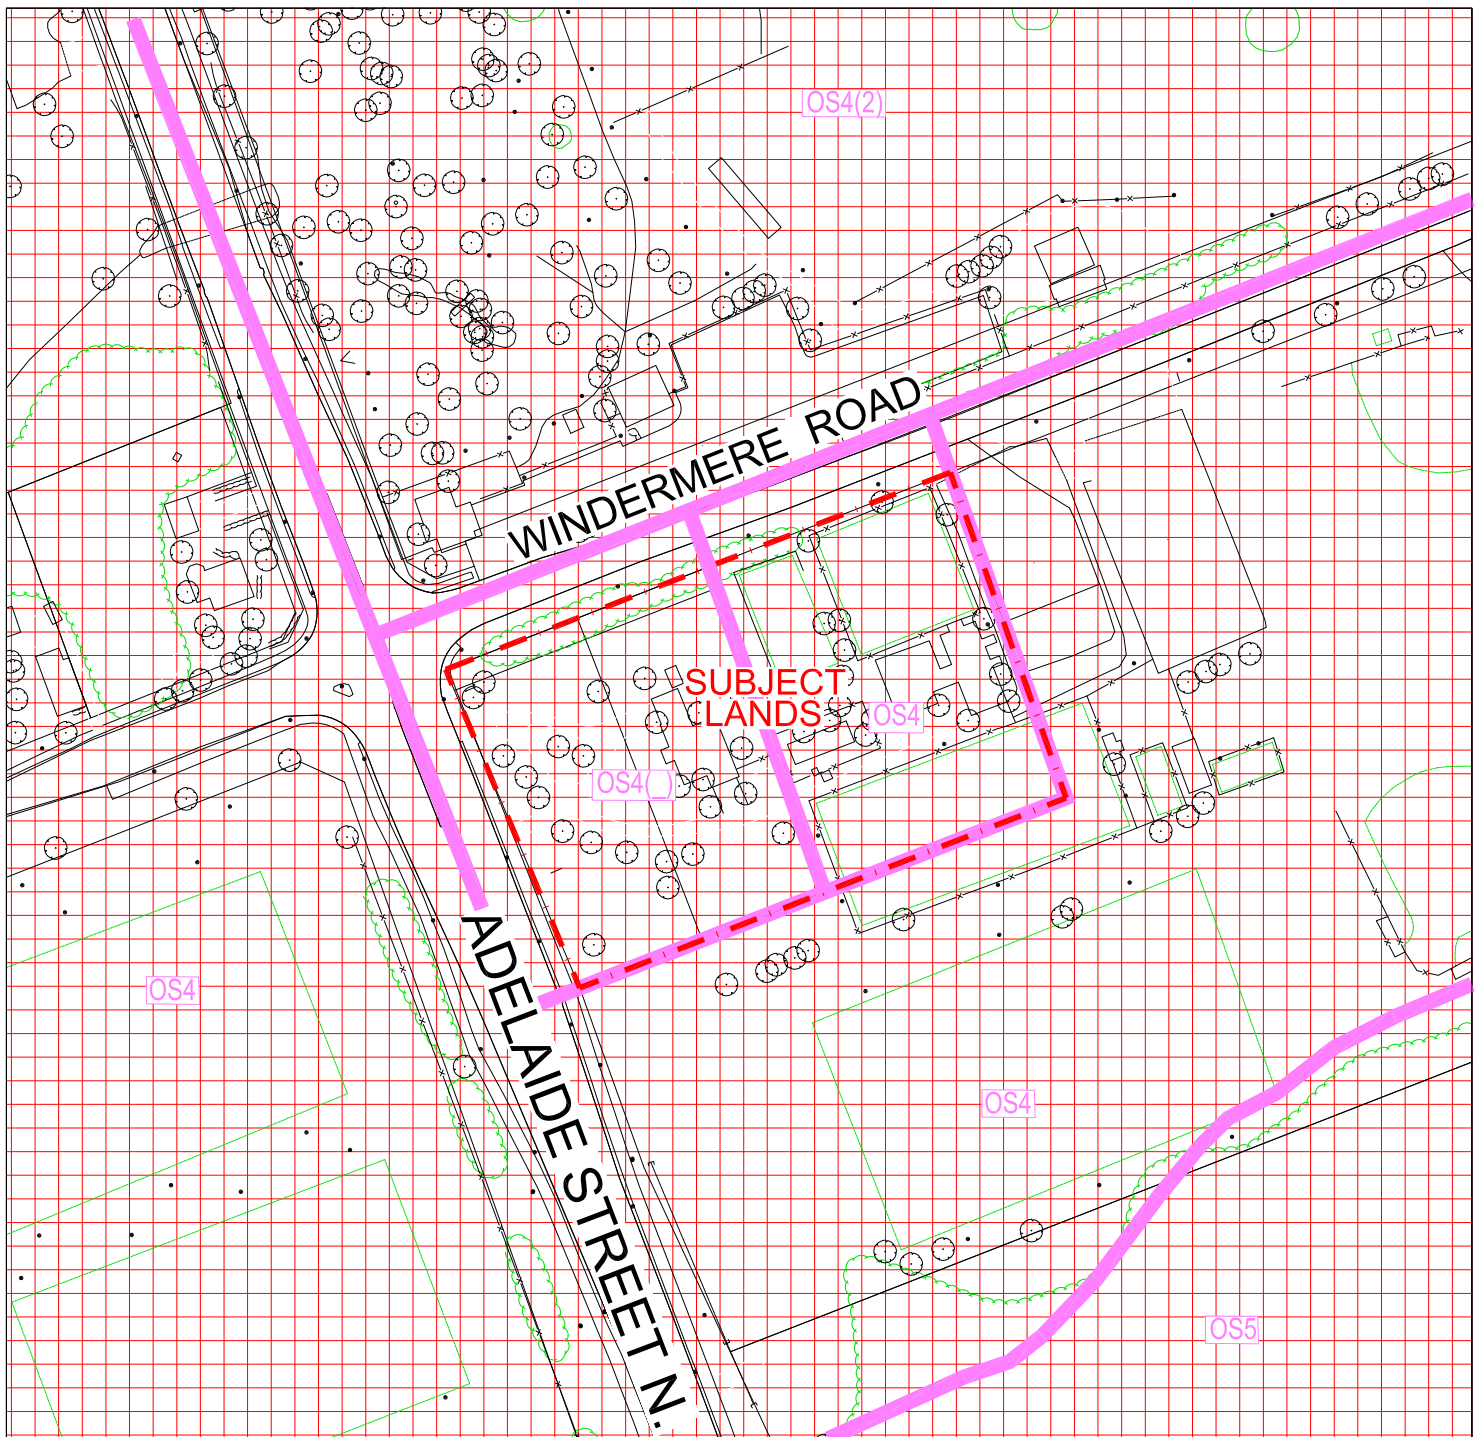 OS4(2)
WINDERMERE ROAD
SUBJECT
LANDS
OS4
OS4(_)
ADELAIDE STREET N.
OS4
OS4
OS5